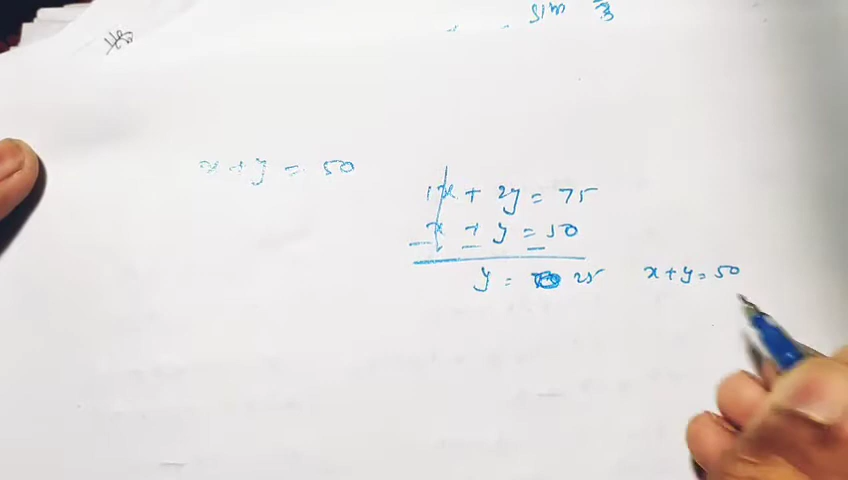 x + y = 50
1x + 2y = 75
- x + y = 50
- -
y = 25 x + y = 50